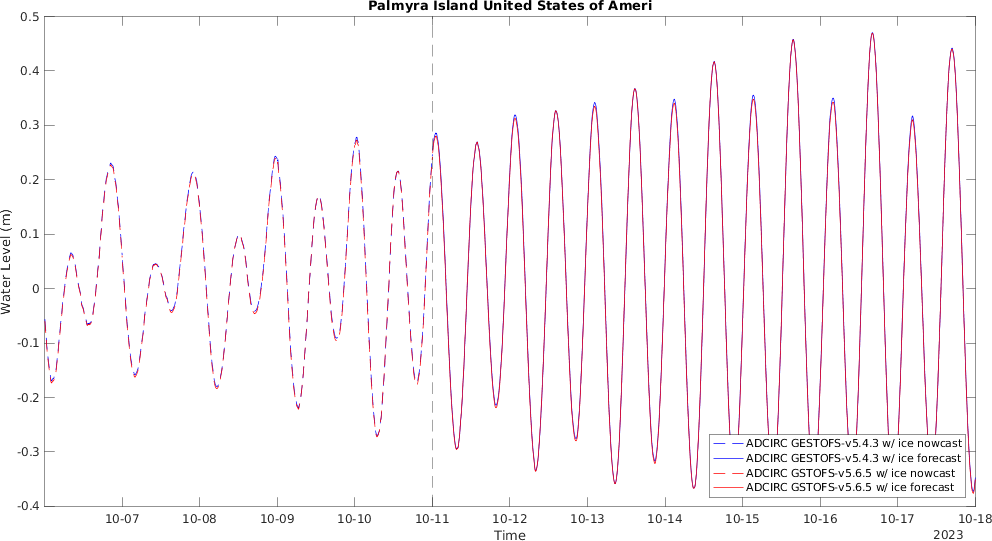 Palmyra Island United States of Ameri
0.5
0.4
0.3
0.2
0.1
0
-0.1
-0.2
-0.3
-0.4
Water Level (m)
10-07 10-08 10-09 10-10 10-11 10-12 10-13 10-14 10-15 10-16 10-17 10-18
Time
2023
ADCIRC GESTOFS-v5.4.3 w/ ice nowcast
ADCIRC GESTOFS-v5.4.3 w/ ice forecast
ADCIRC GSTOFS-v5.6.5 w/ ice nowcast
ADCIRC GSTOFS-v5.6.5 w/ ice forecast